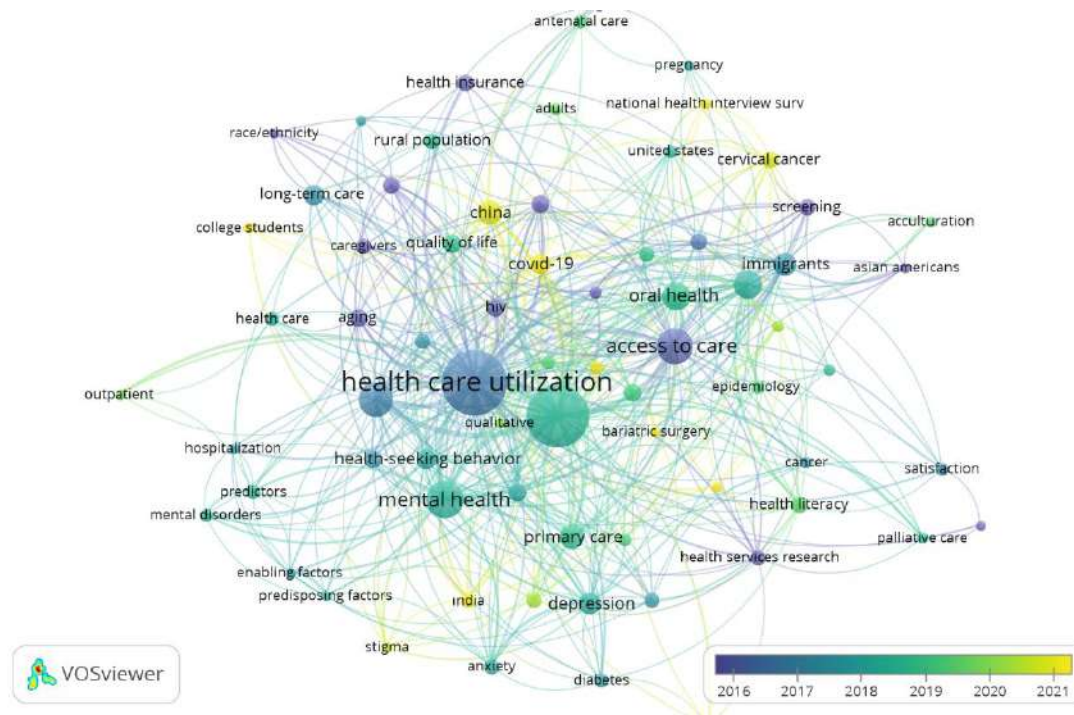 antenatal care
pregnancy
health insurance
national health interview surv
adults
race/ethnicity
rural population
united states
cervical cancer
long-term care
screening
china
acculturation
college students
caregivers
quality of life
covid-19
immigrants
asian americans
oral health
hiv
health care
aging
access to care
health care utilization
epidemiology
outpatient
qualitative
bariatric surgery
hospitalization
health-seeking behavior
cancer
satisfaction
predictors
mental health
health literacy
mental disorders
primary care
palliative care
health services research
enabling factors
predisposing factors
india
depression
stigma
anxiety
diabetes
VOSviewer
2016 2017 2018 2019 2020 2021